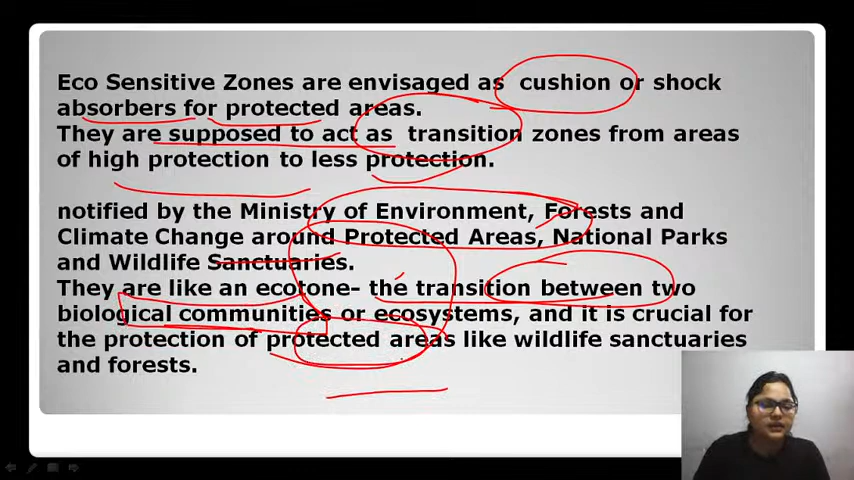 Eco Sensitive Zones are envisaged as cushion or shock
absorbers for protected areas.
They are supposed to act as transition zones from areas
of high protection to less protection.
notified by the Ministry of Environment, Forests and
Climate Change around Protected Areas, National Parks
and Wildlife Sanctuaries.
They are like an ecotone- the transition between two
biological communities or ecosystems, and it is crucial for
the protection of protected areas like wildlife sanctuaries
and forests.